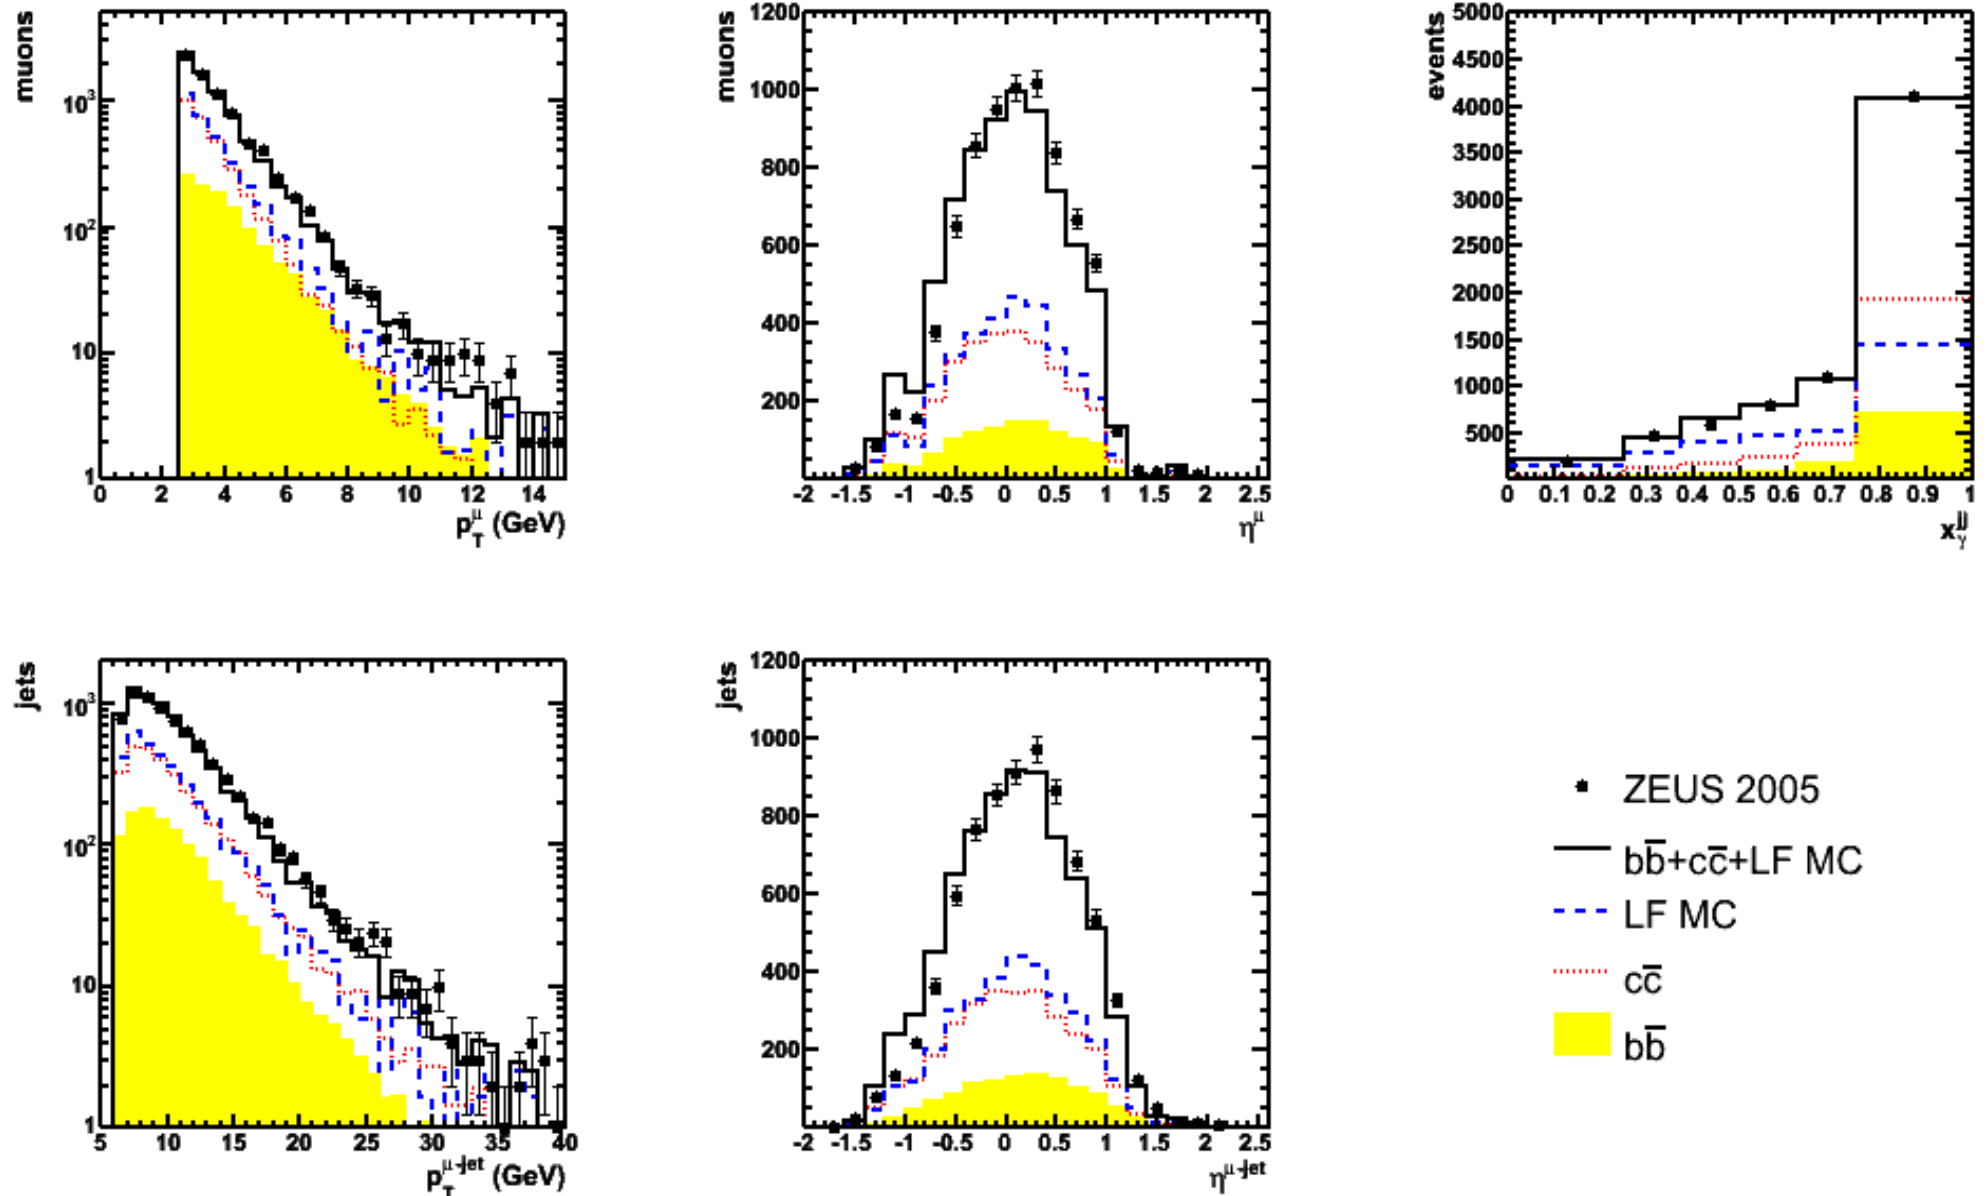 muons
10³
10²
10
1
0 2 4 6 8 10 12 14
p_T^μ (GeV)
muons
1200
1000
800
600
400
200
-2 -1.5 -1 -0.5 0 0.5 1 1.5 2 2.5
η^μ
events
5000
4500
4000
3500
3000
2500
2000
1500
1000
500
0 0.1 0.2 0.3 0.4 0.5 0.6 0.7 0.8 0.9 1
x_γ^jj
jets
10³
10²
10
1
5 10 15 20 25 30 35 40
p_T^μ-jet (GeV)
jets
1200
1000
800
600
400
200
-2 -1.5 -1 -0.5 0 0.5 1 1.5 2 2.5
η^μ-jet
ZEUS 2005
bb̅+cc̅+LF MC
LF MC
cc̅
bb̅